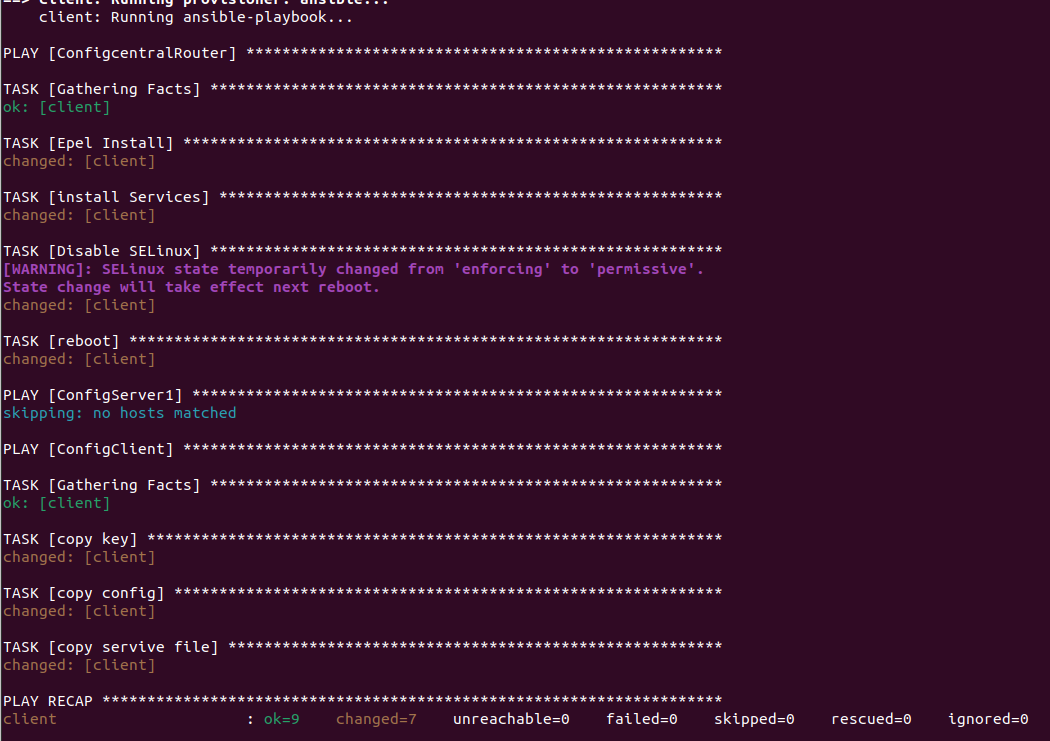 ==> client: Running provisioner: ansible...
client: Running ansible-playbook...
PLAY [ConfigcentralRouter] *****************************************************
TASK [Gathering Facts] *********************************************************
ok: [client]
TASK [Epel Install] ************************************************************
changed: [client]
TASK [install Services] ********************************************************
changed: [client]
TASK [Disable SELinux] *********************************************************
[WARNING]: SELinux state temporarily changed from 'enforcing' to 'permissive'.
State change will take effect next reboot.
changed: [client]
TASK [reboot] ******************************************************************
changed: [client]
PLAY [ConfigServer1] ***********************************************************
skipping: no hosts matched
PLAY [ConfigClient] ************************************************************
TASK [Gathering Facts] *********************************************************
ok: [client]
TASK [copy key] ****************************************************************
changed: [client]
TASK [copy config] *************************************************************
changed: [client]
TASK [copy servive file] *******************************************************
changed: [client]
PLAY RECAP *********************************************************************
client : ok=9 changed=7 unreachable=0 failed=0 skipped=0 rescued=0 ignored=0